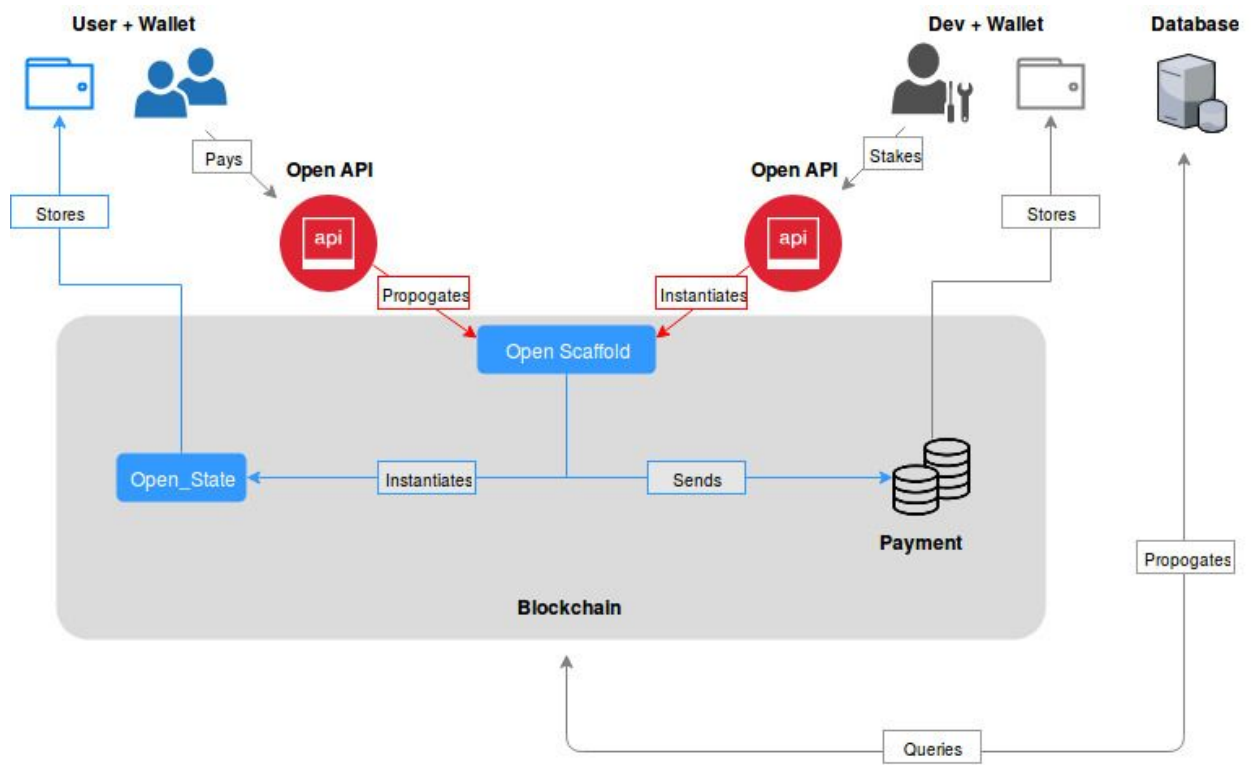 User + Wallet
Dev + Wallet
Database
Pays
Stakes
Open API
Open API
Stores
Stores
api
api
Propogates
Instantiates
Open Scaffold
Open_State
Instantiates
Sends
Payment
Propogates
Blockchain
Queries